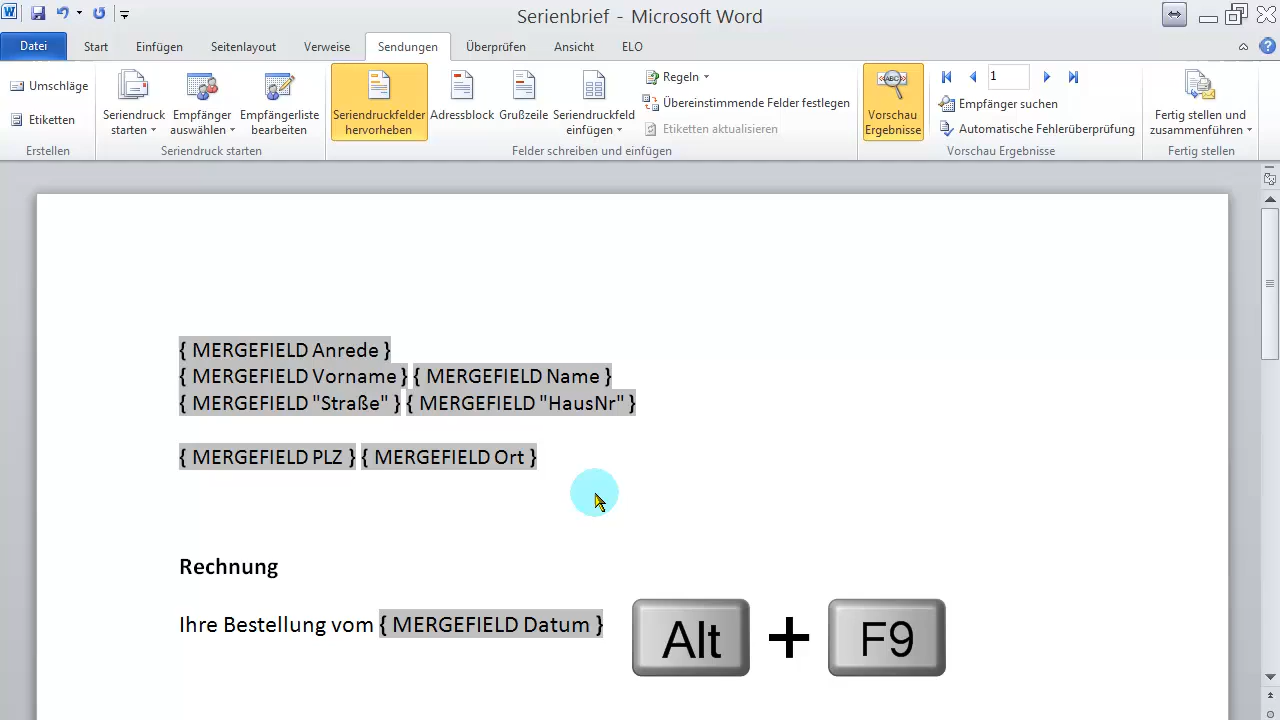 Serienbrief - Microsoft Word
Datei Start Einfügen Seitenlayout Verweise Sendungen Überprüfen Ansicht ELO
Umschläge
Etiketten
Erstellen
Seriendruck starten
Empfänger auswählen
Empfängerliste bearbeiten
Seriendruck starten
Seriendruckfelder hervorheben
Adressblock
Grußzeile
Seriendruckfeld einfügen
Regeln
Übereinstimmende Felder festlegen
Etiketten aktualisieren
Felder schreiben und einfügen
ABC
Vorschau Ergebnisse
1
Empfänger suchen
Automatische Fehlerüberprüfung
Vorschau Ergebnisse
Fertig stellen und zusammenführen
Fertig stellen
{ MERGEFIELD Anrede }
{ MERGEFIELD Vorname } { MERGEFIELD Name }
{ MERGEFIELD "Straße" } { MERGEFIELD "HausNr" }
{ MERGEFIELD PLZ } { MERGEFIELD Ort }
Rechnung
Ihre Bestellung vom { MERGEFIELD Datum }
Alt + F9